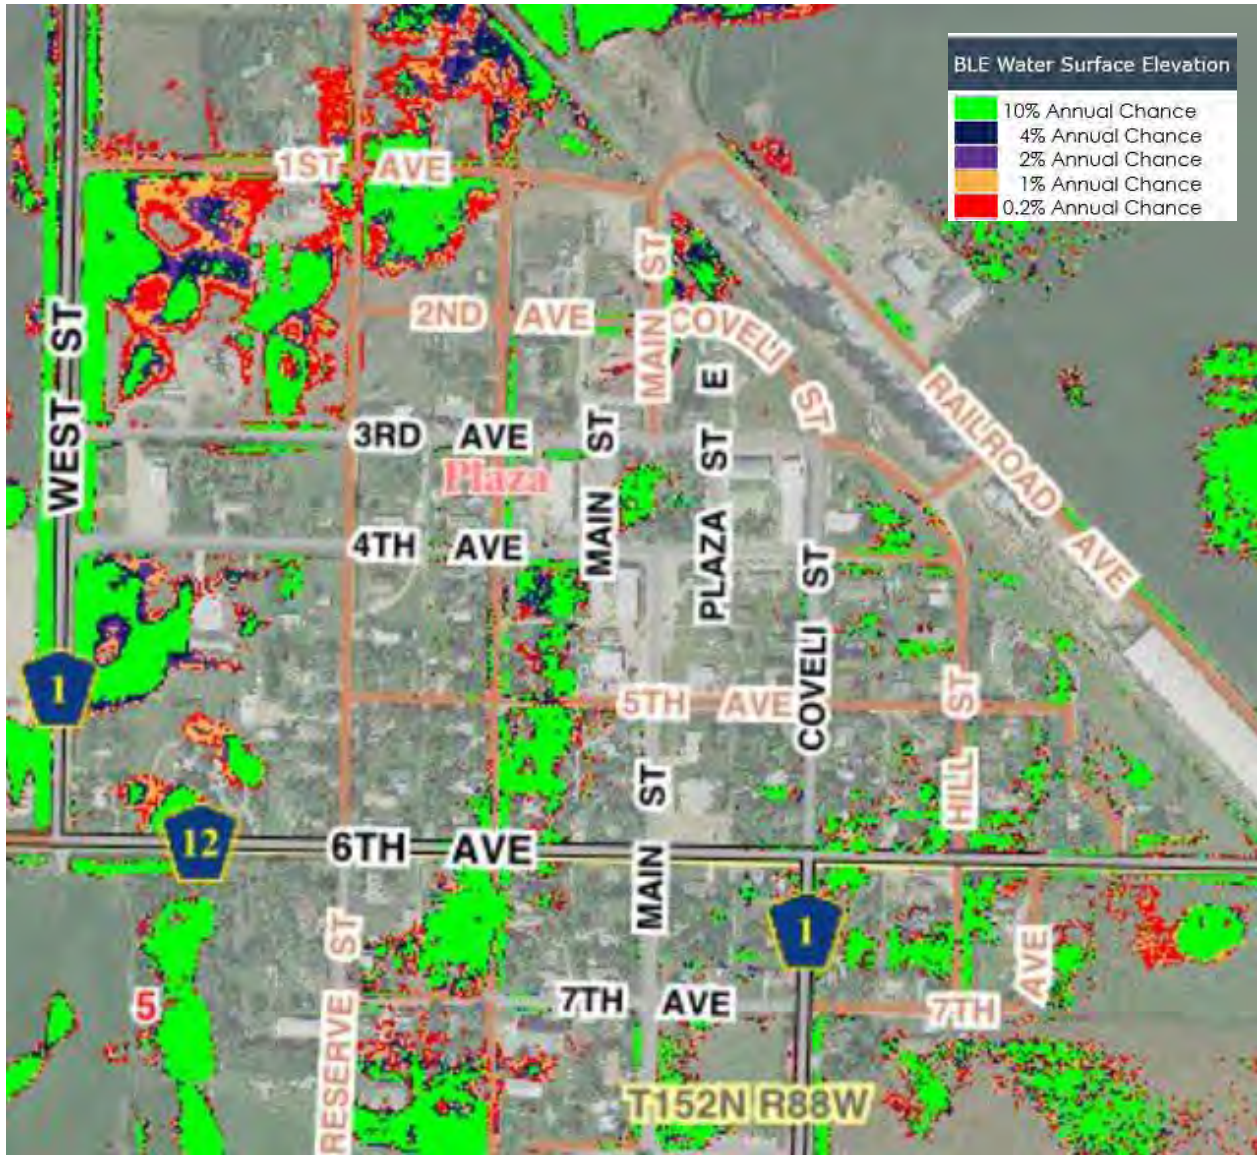 BLE Water Surface Elevation
10% Annual Chance
4% Annual Chance
2% Annual Chance
1% Annual Chance
0.2% Annual Chance
1ST AVE
MAIN ST
2ND AVE
COVELI ST
WEST ST
RAILROAD AVE
3RD AVE
MAIN ST
PLAZA ST E
Plaza
4TH AVE
COVELI ST
1
5TH AVE
HILL ST
MAIN ST
12
6TH AVE
1
RESERVE ST
AVE
5
7TH AVE
7TH
T152N R88W